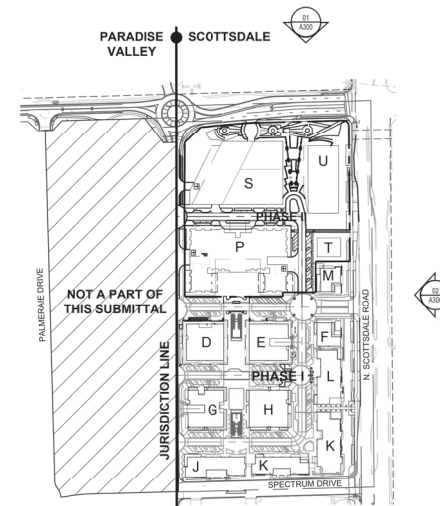 01
A300
PARADISE
VALLEY
SCOTTSDALE
U
S
PHASE II
P
T
M
NOT A PART OF
THIS SUBMITTAL
PALMERAIE DRIVE
JURISDICTION LINE
N. SCOTTSDALE ROAD
02
A300
D
E
F
PHASE I
L
G
H
K
J
K
SPECTRUM DRIVE